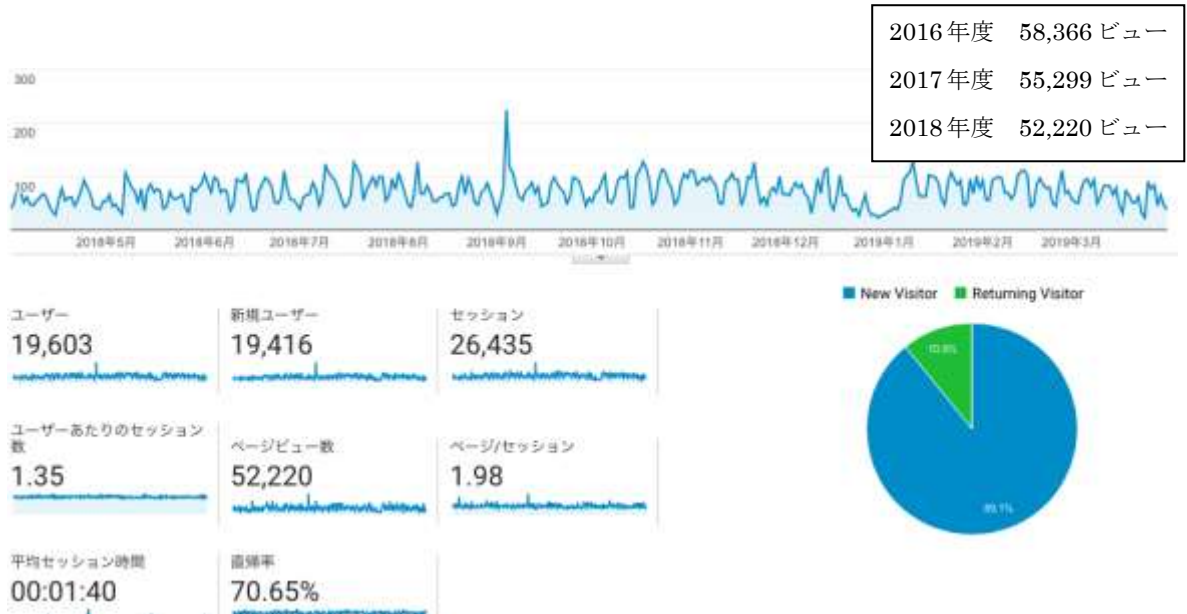 2016年度 58,366ビュー
2017年度 55,299ビュー
2018年度 52,220ビュー
300
200
100
2018年5月 2018年6月 2018年7月 2018年8月 2018年9月 2018年10月 2018年11月 2018年12月 2019年1月 2019年2月 2019年3月
New Visitor Returning Visitor
ユーザー 新規ユーザー セッション
19,603 19,416 26,435
10.9%
ユーザーあたりのセッション
数 ページビュー数 ページ/セッション
1.35 52,220 1.98
89.1%
平均セッション時間 直帰率
00:01:40 70.65%